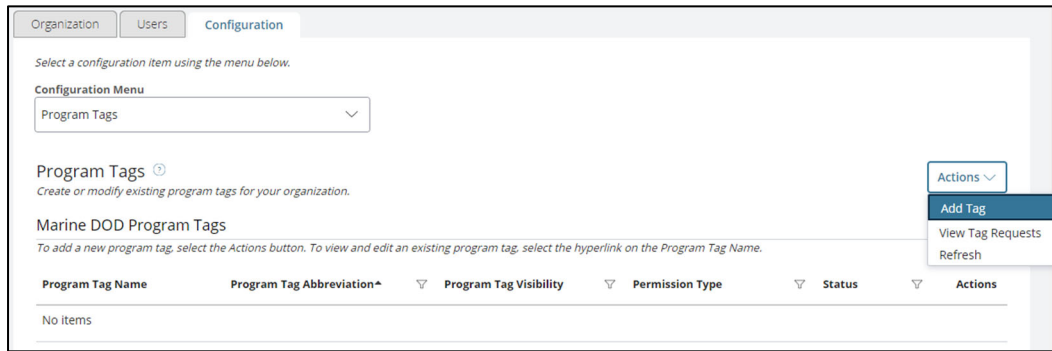 Organization Users Configuration
Select a configuration item using the menu below.
Configuration Menu
Program Tags
Program Tags ?
Actions
Create or modify existing program tags for your organization.
Add Tag
Marine DOD Program Tags
View Tag Requests
To add a new program tag, select the Actions button. To view and edit an existing program tag, select the hyperlink on the Program Tag Name.
Refresh
Program Tag Name Program Tag Abbreviation Program Tag Visibility Permission Type Status Actions
No items